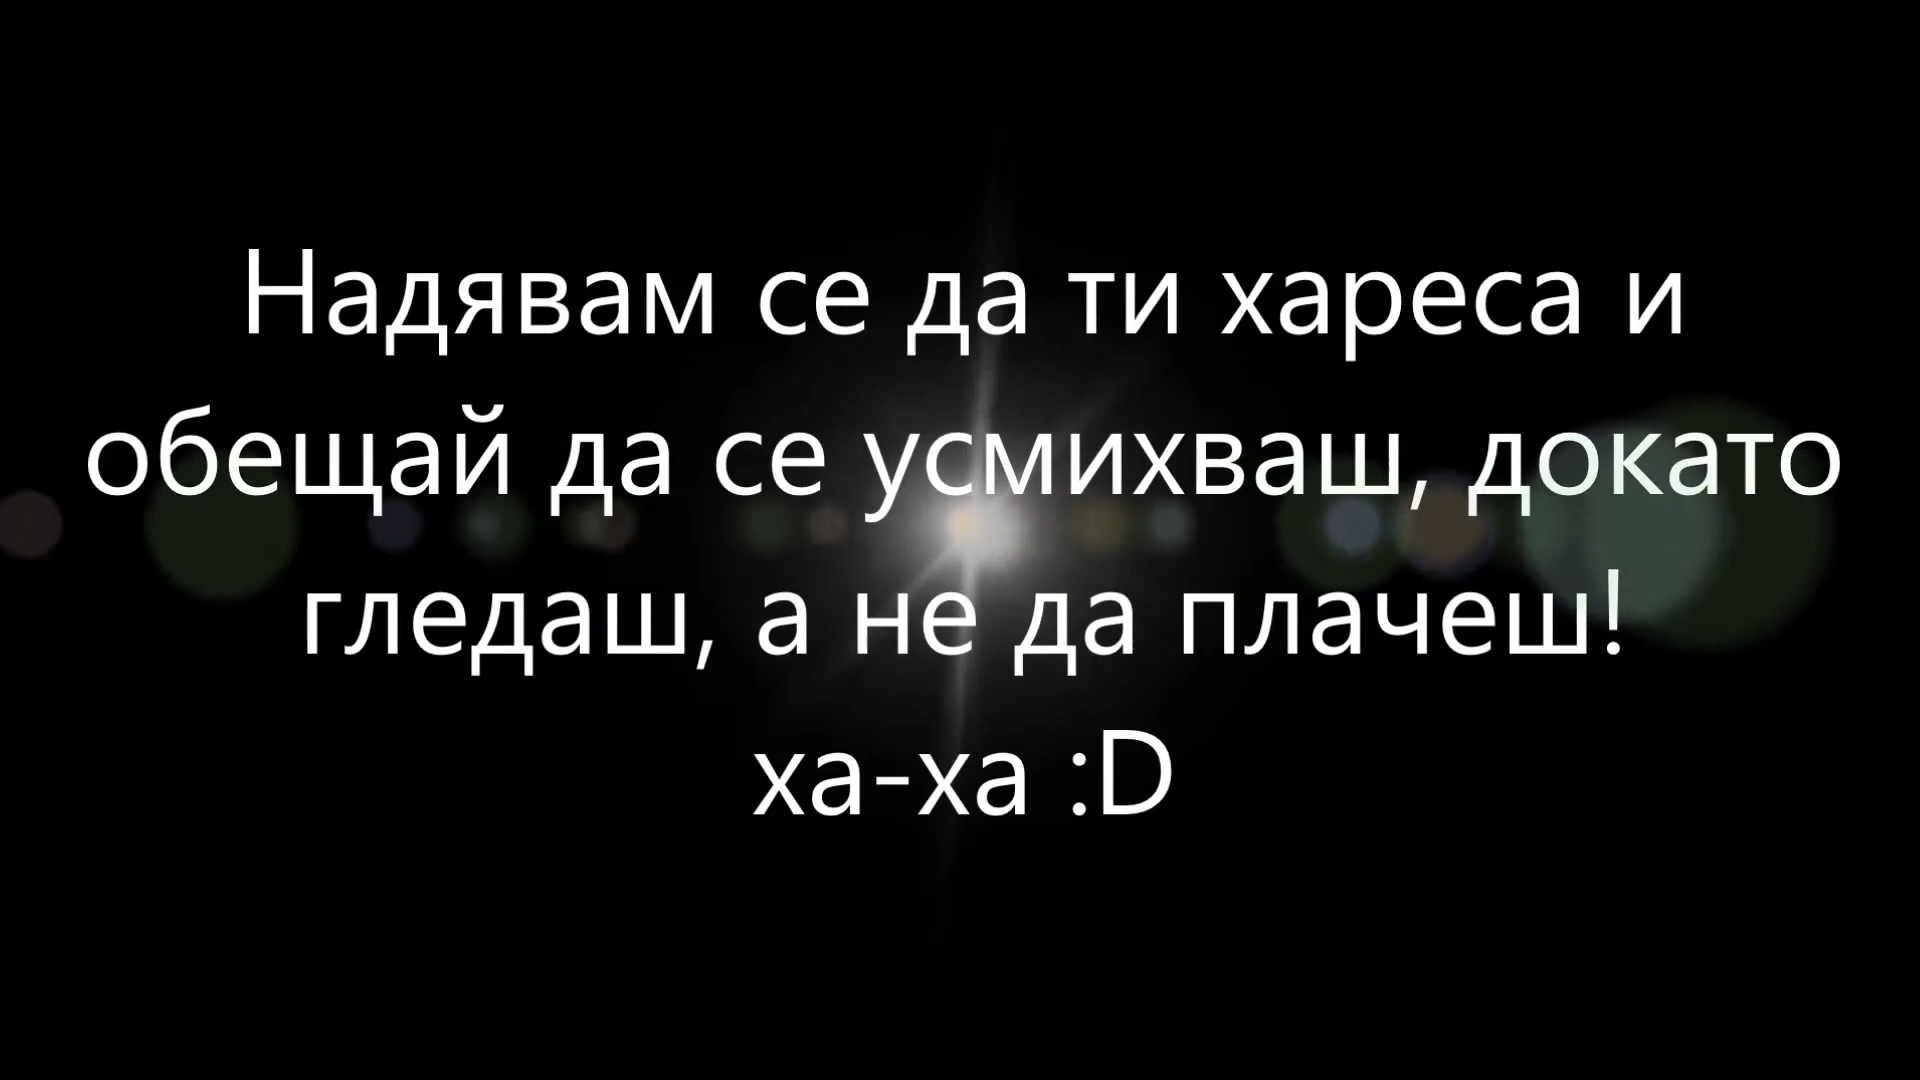 Надявам се да ти хареса и
обещай да се усмихваш, докато
гледаш, а не да плачеш!
ха-ха :D